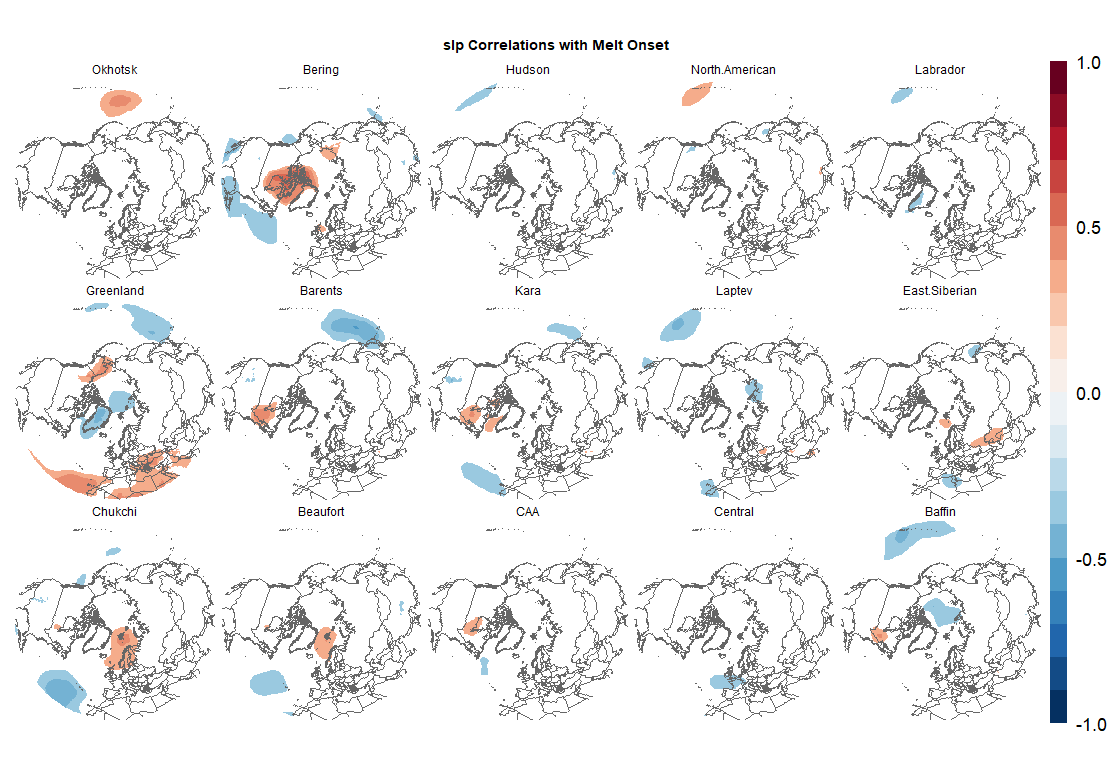 slp Correlations with Melt Onset
Okhotsk
Bering
Hudson
North.American
Labrador
Greenland
Barents
Kara
Laptev
East.Siberian
Chukchi
Beaufort
CAA
Central
Baffin
1.0
0.5
0.0
-0.5
-1.0